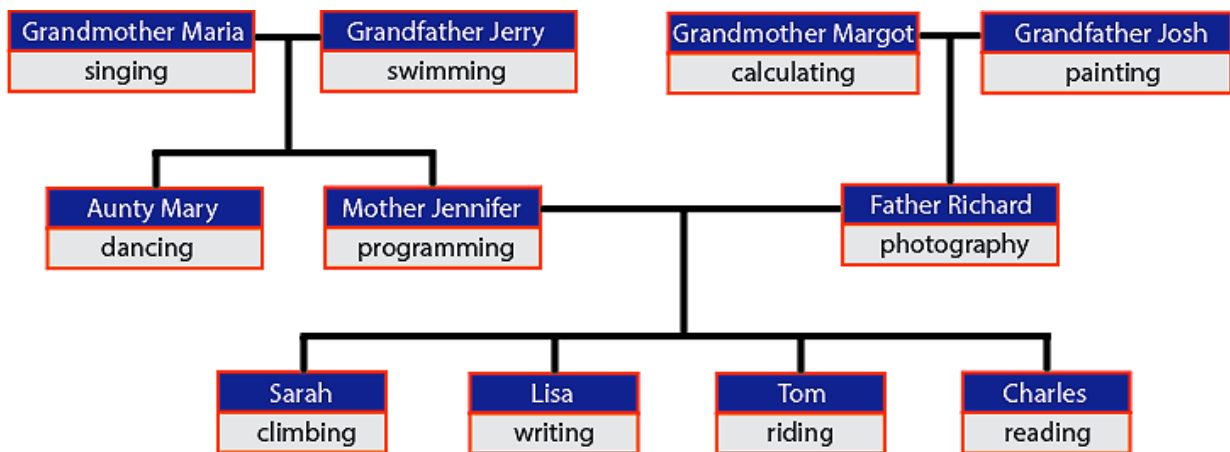 Grandmother Maria
singing
Grandfather Jerry
swimming
Grandmother Margot
calculating
Grandfather Josh
painting
Aunty Mary
dancing
Mother Jennifer
programming
Father Richard
photography
Sarah
climbing
Lisa
writing
Tom
riding
Charles
reading